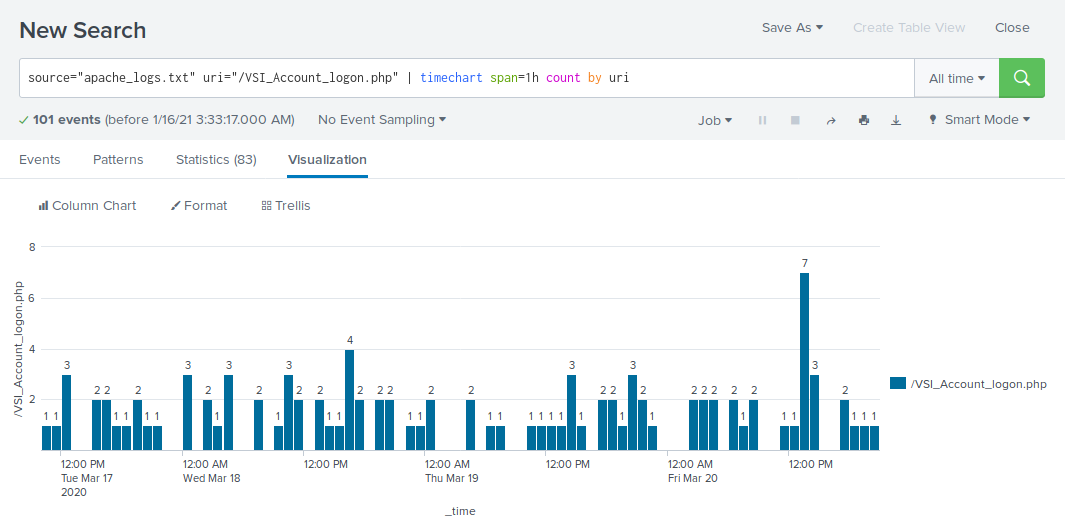 New Search
Save As
Create Table View
Close
source="apache_logs.txt" uri="/VSI_Account_logon.php" | timechart span=1h count by uri
All time
101 events (before 1/16/21 3:33:17.000 AM)
No Event Sampling
Job
Smart Mode
Events
Patterns
Statistics (83)
Visualization
Column Chart
Format
Trellis
/VSI_Account_logon.php
8
6
4
2
1 1 3 2 2 1 1 2 1 1 3 2 1 3 2 1 3 2 2 1 1 4 2 2 2 1 1 2 2 1 1 1 1 1 1 3 1 2 2 1 3 2 1 2 2 2 2 1 2 1 1 7 3 2 1 1 1
12:00 PM
Tue Mar 17
2020
12:00 AM
Wed Mar 18
12:00 PM
12:00 AM
Thu Mar 19
12:00 PM
12:00 AM
Fri Mar 20
12:00 PM
_time
/VSI_Account_logon.php